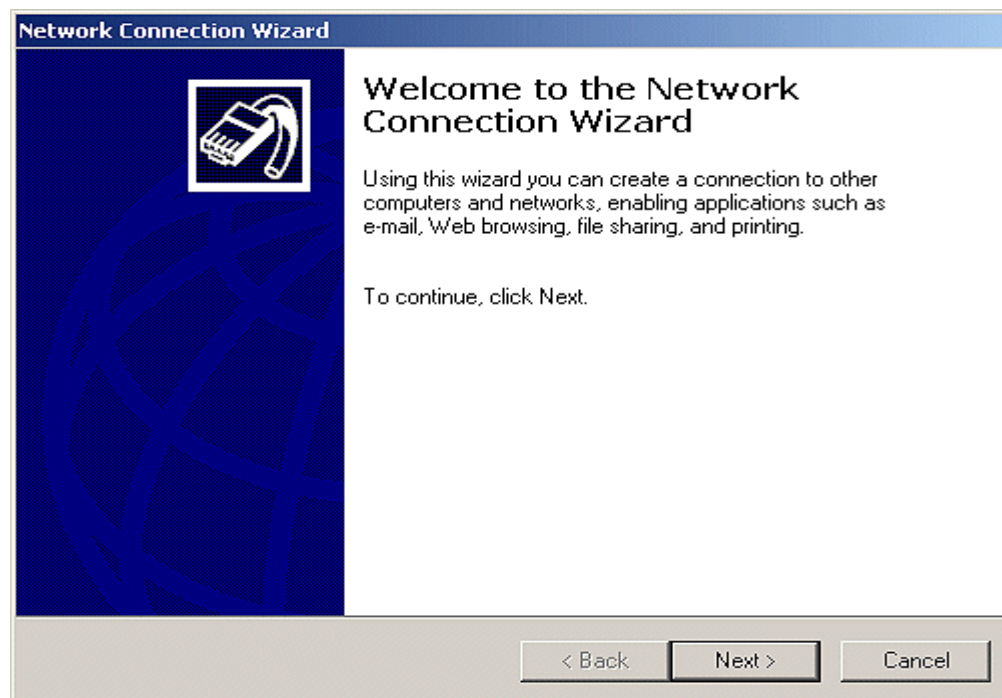 Network Connection Wizard
Welcome to the Network
Connection Wizard
Using this wizard you can create a connection to other
computers and networks, enabling applications such as
e-mail, Web browsing, file sharing, and printing.
To continue, click Next.
< Back
Next >
Cancel